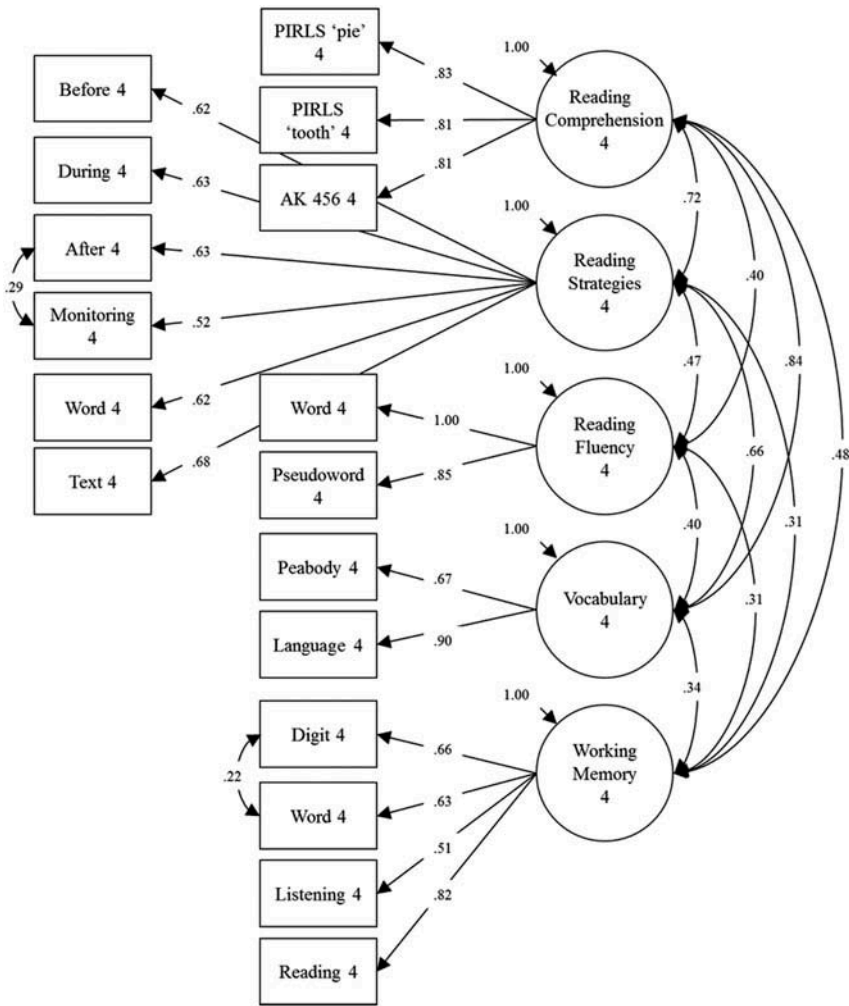 PIRLS ‘pie’
4
1.00
Before 4
.83
Reading
Comprehension
4
.62
PIRLS
‘tooth’ 4
.81
During 4
.81
.63
AK 456 4
.72
1.00
After 4
.63
Reading
Strategies
4
.40
.29
Monitoring
4
.52
.47
.84
1.00
Word 4
.62
Word 4
1.00
Reading
Fluency
4
.66
.48
Text 4
.68
Pseudoword
4
.85
.31
.40
1.00
Peabody 4
.67
Vocabulary
4
.31
Language 4
.90
.34
1.00
Digit 4
.66
Working
Memory
4
.22
.63
Word 4
.51
Listening 4
.82
Reading 4